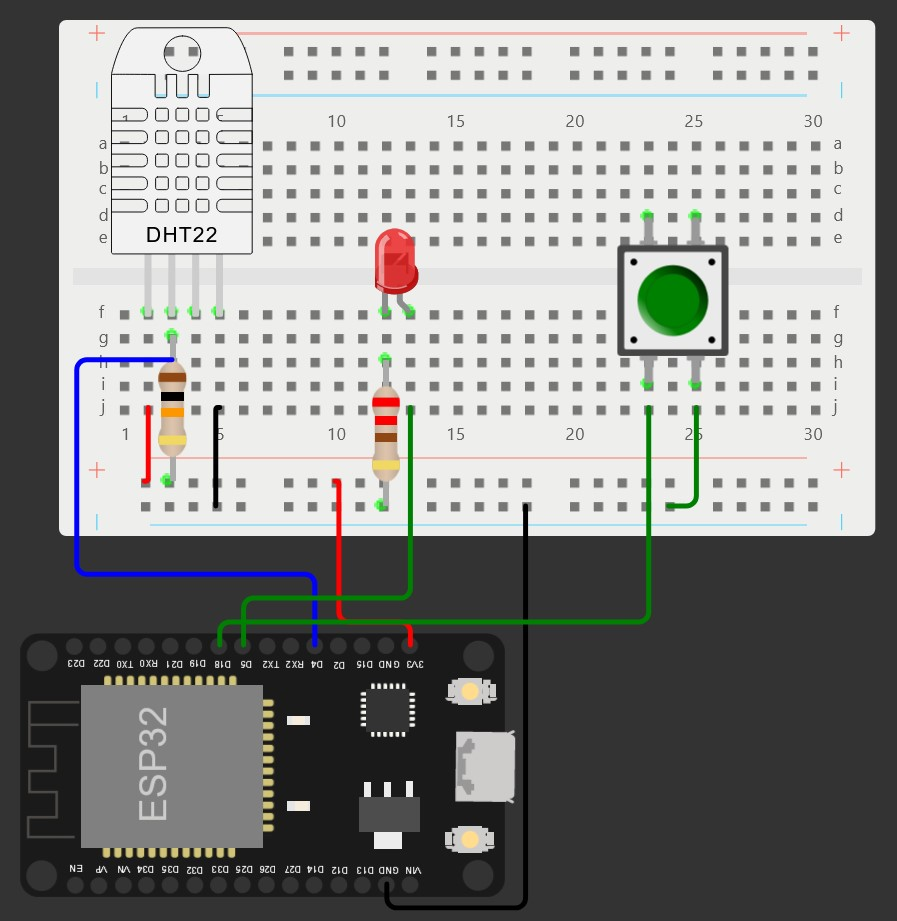 1 5 10 15 20 25 30
a a
b b
c c
d d
e e
DHT22
f f
g g
h h
i i
j j
1 5 10 15 20 25 30
D23 D22 TX0 RX0 D21 D19 D18 D5 TX2 RX2 D4 D2 D15 GND 3V3
ESP32
EN VP VN D34 D35 D32 D33 D25 D26 D27 D14 D12 D13 GND VIN